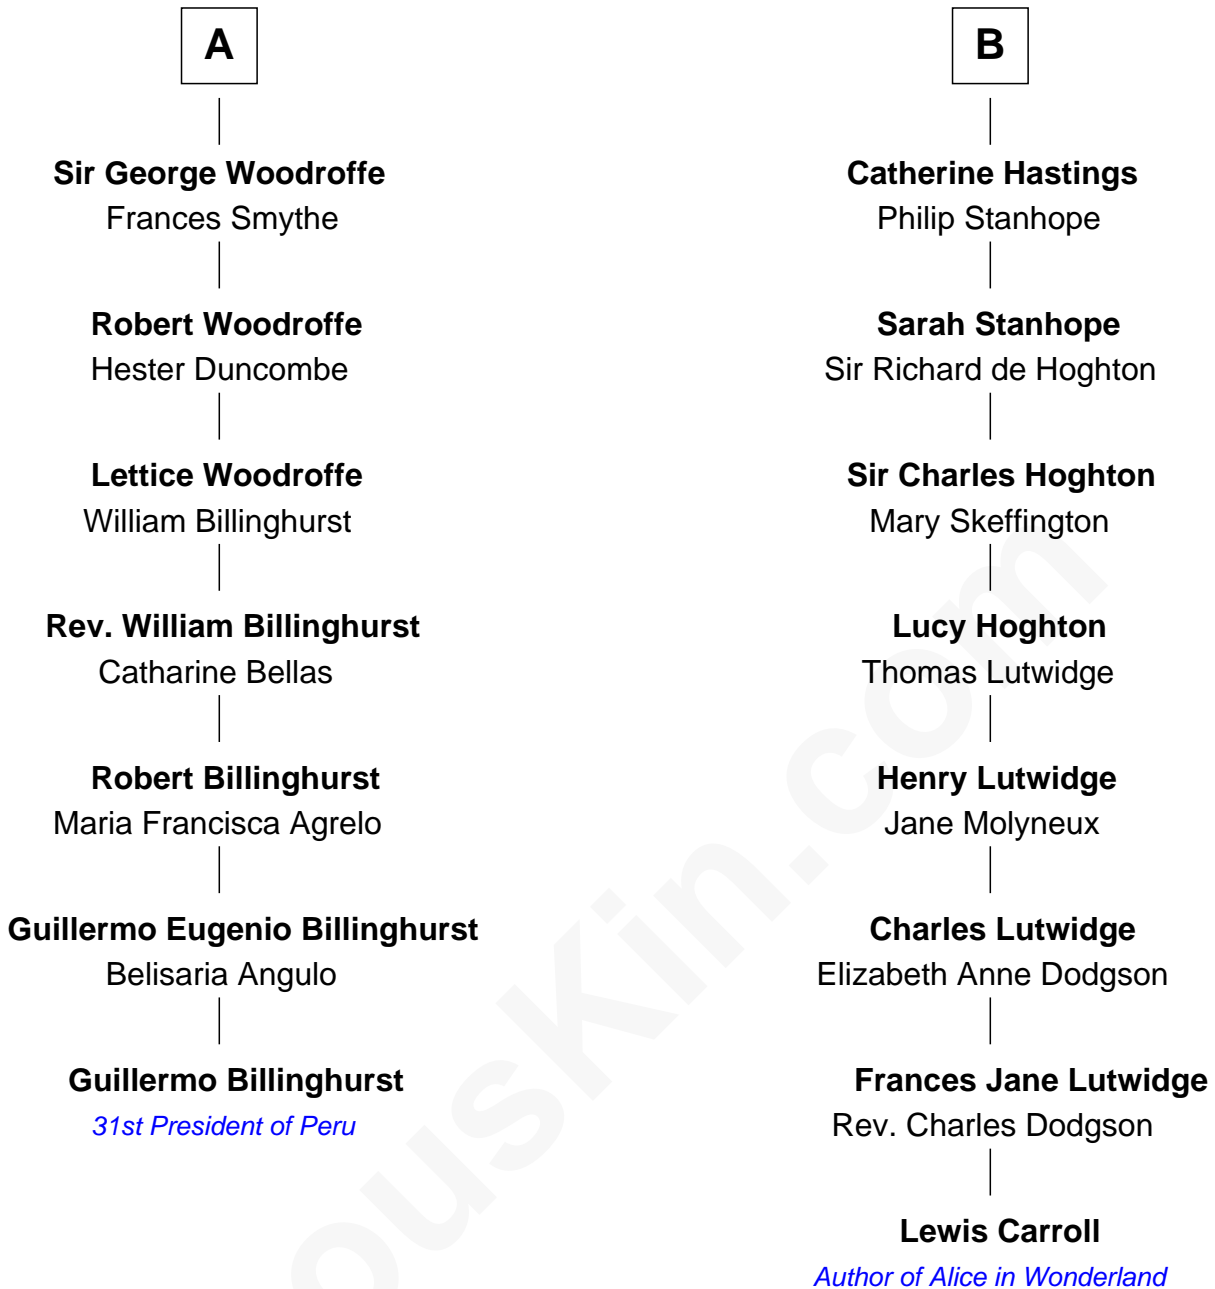 A
Sir George Woodroffe
Frances Smythe
Robert Woodroffe
Hester Duncombe
Lettice Woodroffe
William Billinghurst
Rev. William Billinghurst
Catharine Bellas
Robert Billinghurst
Maria Francisca Agrelo
Guillermo Eugenio Billinghurst
Belisaria Angulo
Guillermo Billinghurst
31st President of Peru
B
Catherine Hastings
Philip Stanhope
Sarah Stanhope
Sir Richard de Hoghton
Sir Charles Hoghton
Mary Skeffington
Lucy Hoghton
Thomas Lutwidge
Henry Lutwidge
Jane Molyneux
Charles Lutwidge
Elizabeth Anne Dodgson
Frances Jane Lutwidge
Rev. Charles Dodgson
Lewis Carroll
Author of Alice in Wonderland
ousKin.com